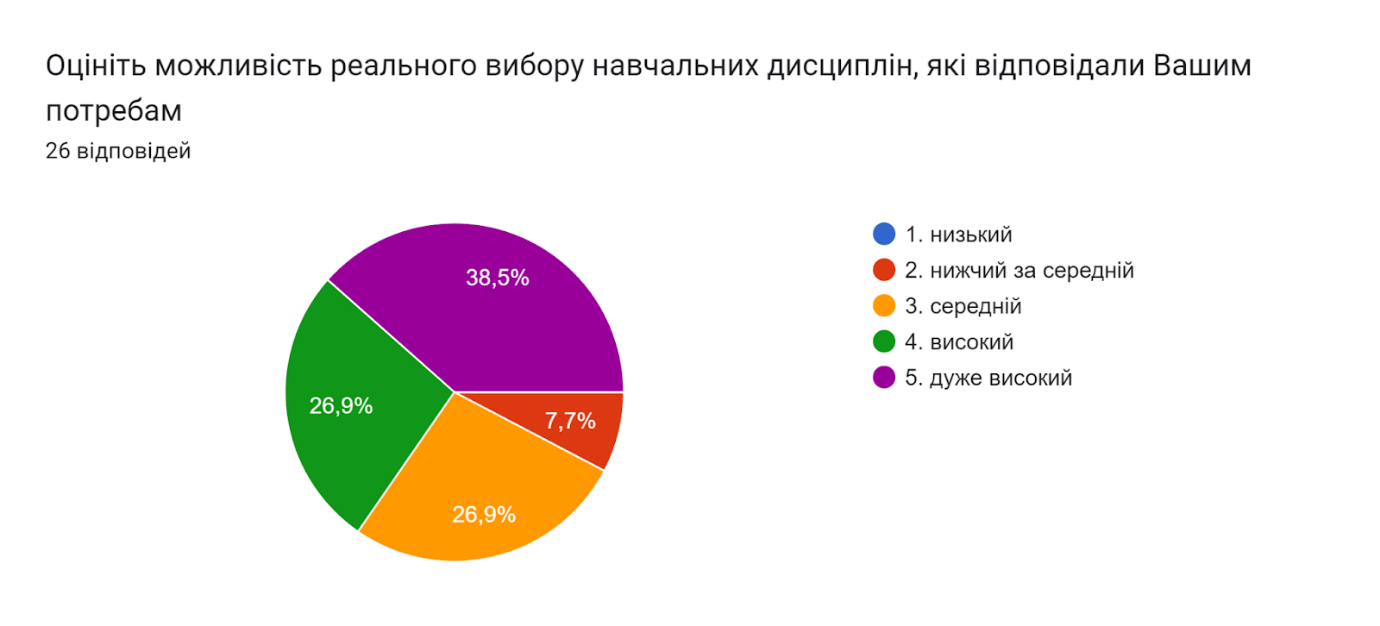 Оцініть можливість реального вибору навчальних дисциплін, які відповідали Вашим
потребам
26 відповідей
38,5%
26,9%
7,7%
26,9%
1. низький
2. нижчий за середній
3. середній
4. високий
5. дуже високий